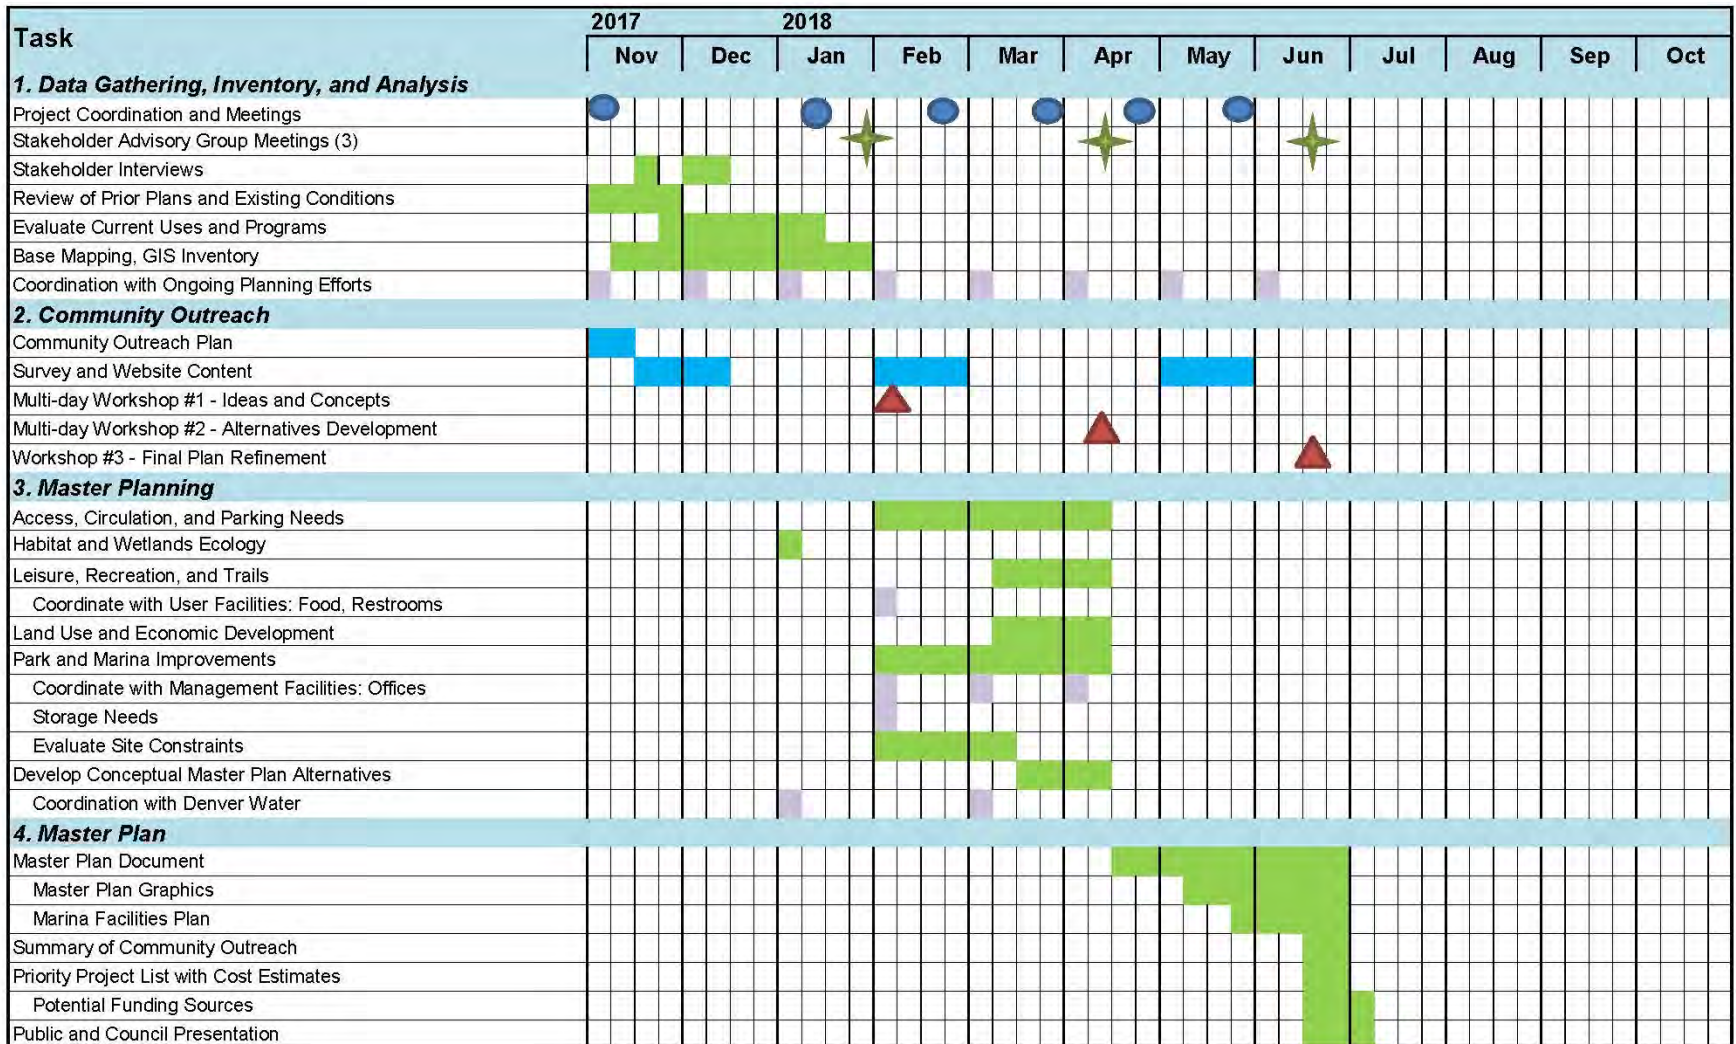 2017 2018
Task
Nov Dec Jan Feb Mar Apr May Jun Jul Aug Sep Oct
1. Data Gathering, Inventory, and Analysis
Project Coordination and Meetings
Stakeholder Advisory Group Meetings (3)
Stakeholder Interviews
Review of Prior Plans and Existing Conditions
Evaluate Current Uses and Programs
Base Mapping, GIS Inventory
Coordination with Ongoing Planning Efforts
2. Community Outreach
Community Outreach Plan
Survey and Website Content
Multi-day Workshop #1 - Ideas and Concepts
Multi-day Workshop #2 - Alternatives Development
Workshop #3 - Final Plan Refinement
3. Master Planning
Access, Circulation, and Parking Needs
Habitat and Wetlands Ecology
Leisure, Recreation, and Trails
Coordinate with User Facilities: Food, Restrooms
Land Use and Economic Development
Park and Marina Improvements
Coordinate with Management Facilities: Offices
Storage Needs
Evaluate Site Constraints
Develop Conceptual Master Plan Alternatives
Coordination with Denver Water
4. Master Plan
Master Plan Document
Master Plan Graphics
Marina Facilities Plan
Summary of Community Outreach
Priority Project List with Cost Estimates
Potential Funding Sources
Public and Council Presentation